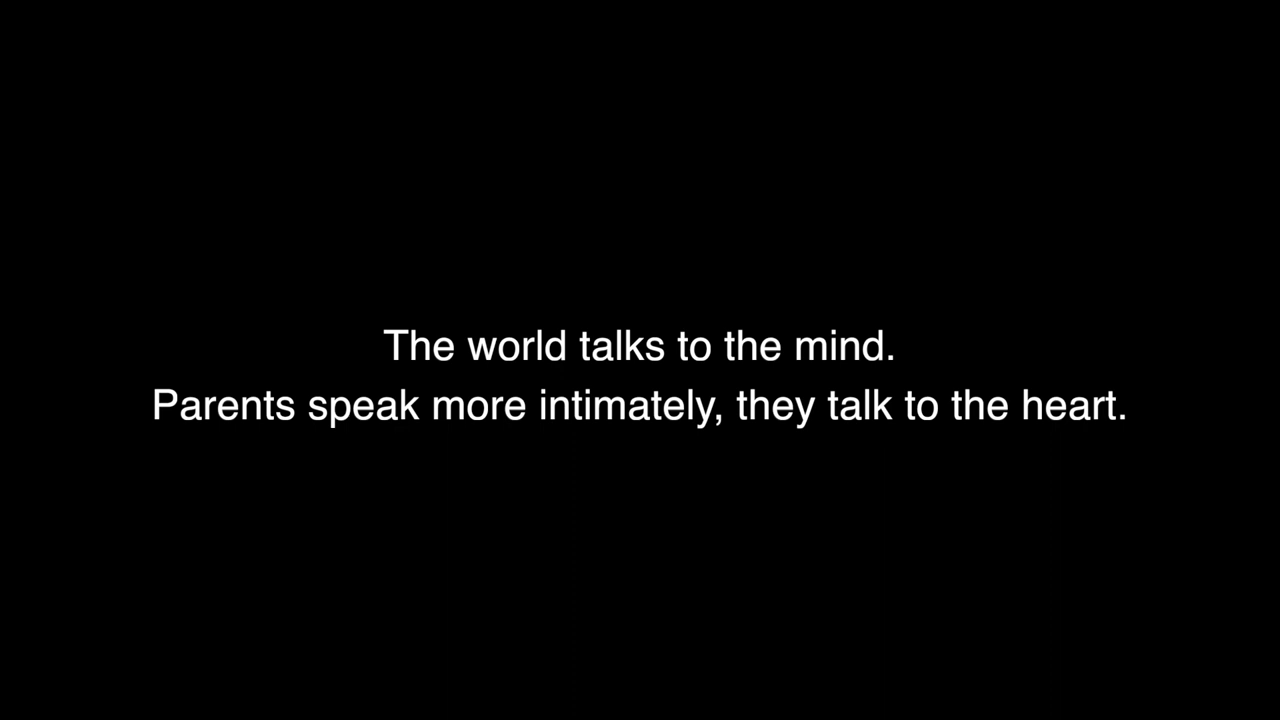 The world talks to the mind.
Parents speak more intimately, they talk to the heart.